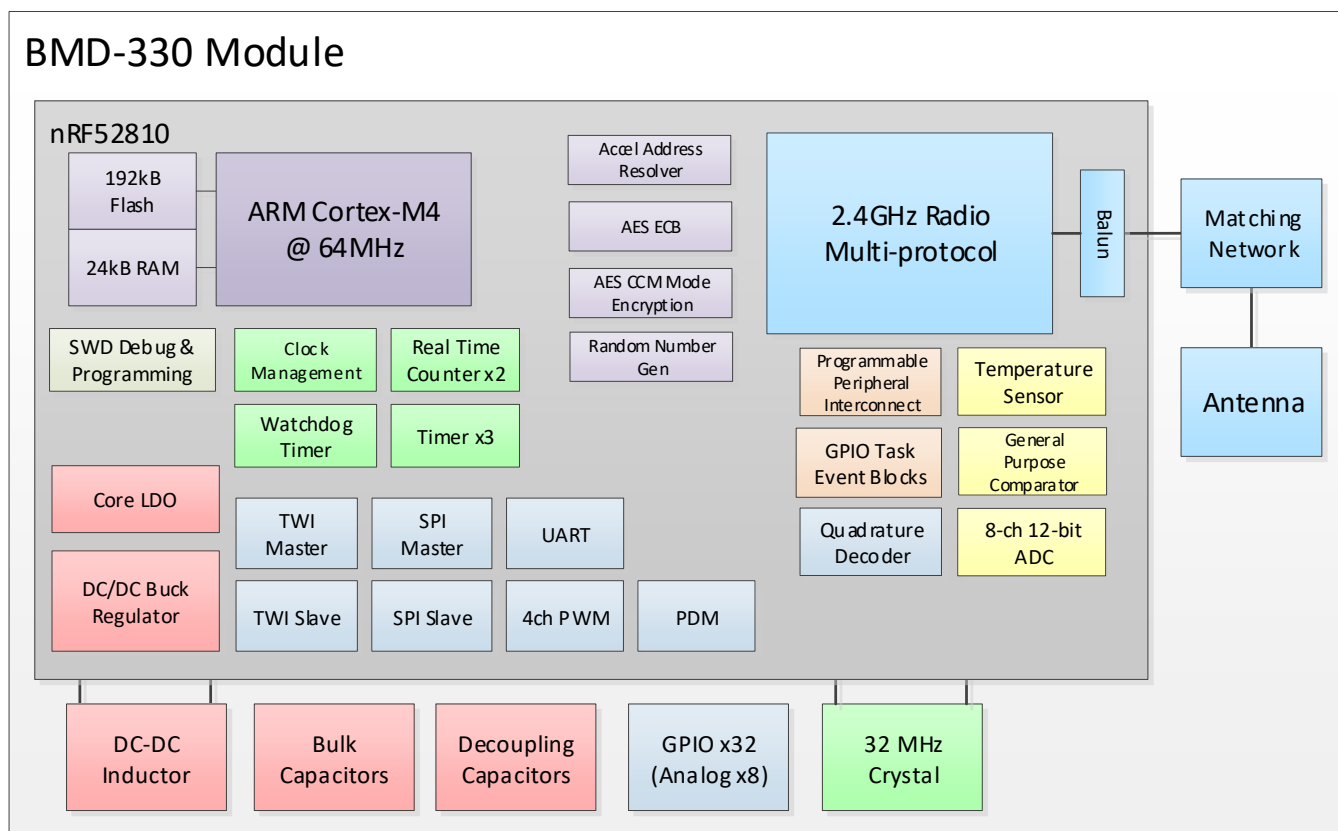 BMD-330 Module
nRF52810
192kB
Flash
24kB RAM
ARM Cortex-M4
@ 64MHz
Accel Address
Resolver
AES ECB
AES CCM Mode
Encryption
Random Number
Gen
2.4GHz Radio
Multi-protocol
Balun
Matching
Network
Antenna
SWD Debug &
Programming
Clock
Management
Real Time
Counter x2
Watchdog
Timer
Timer x3
Programmable
Peripheral
Interconnect
Temperature
Sensor
GPIO Task
Event Blocks
General
Purpose
Comparator
Quadrature
Decoder
8-ch 12-bit
ADC
Core LDO
DC/DC Buck
Regulator
TWI
Master
SPI
Master
UART
TWI Slave
SPI Slave
4ch PWM
PDM
DC-DC
Inductor
Bulk
Capacitors
Decoupling
Capacitors
GPIO x32
(Analog x8)
32 MHz
Crystal